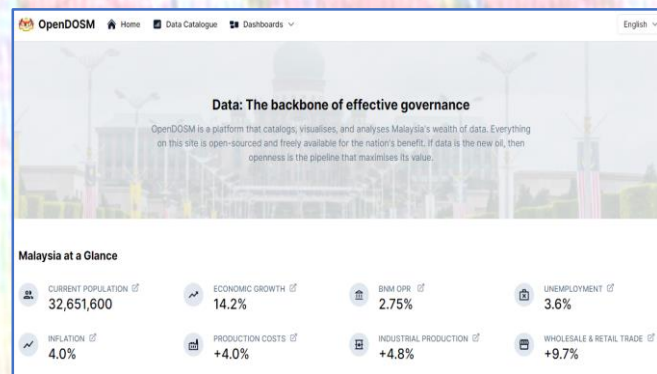 OpenDOSM Home Data Catalogue Dashboards English
Data: The backbone of effective governance
OpenDOSM is a platform that catalogs, visualises, and analyses Malaysia's wealth of data. Everything
on this site is open-sourced and freely available for the nation's benefit. If data is the new oil, then
openness is the pipeline that maximises its value.
Malaysia at a Glance
CURRENT POPULATION
32,651,600
ECONOMIC GROWTH
14.2%
BNM OPR
2.75%
UNEMPLOYMENT
3.6%
INFLATION
4.0%
PRODUCTION COSTS
+4.0%
INDUSTRIAL PRODUCTION
+4.8%
WHOLESALE & RETAIL TRADE
+9.7%